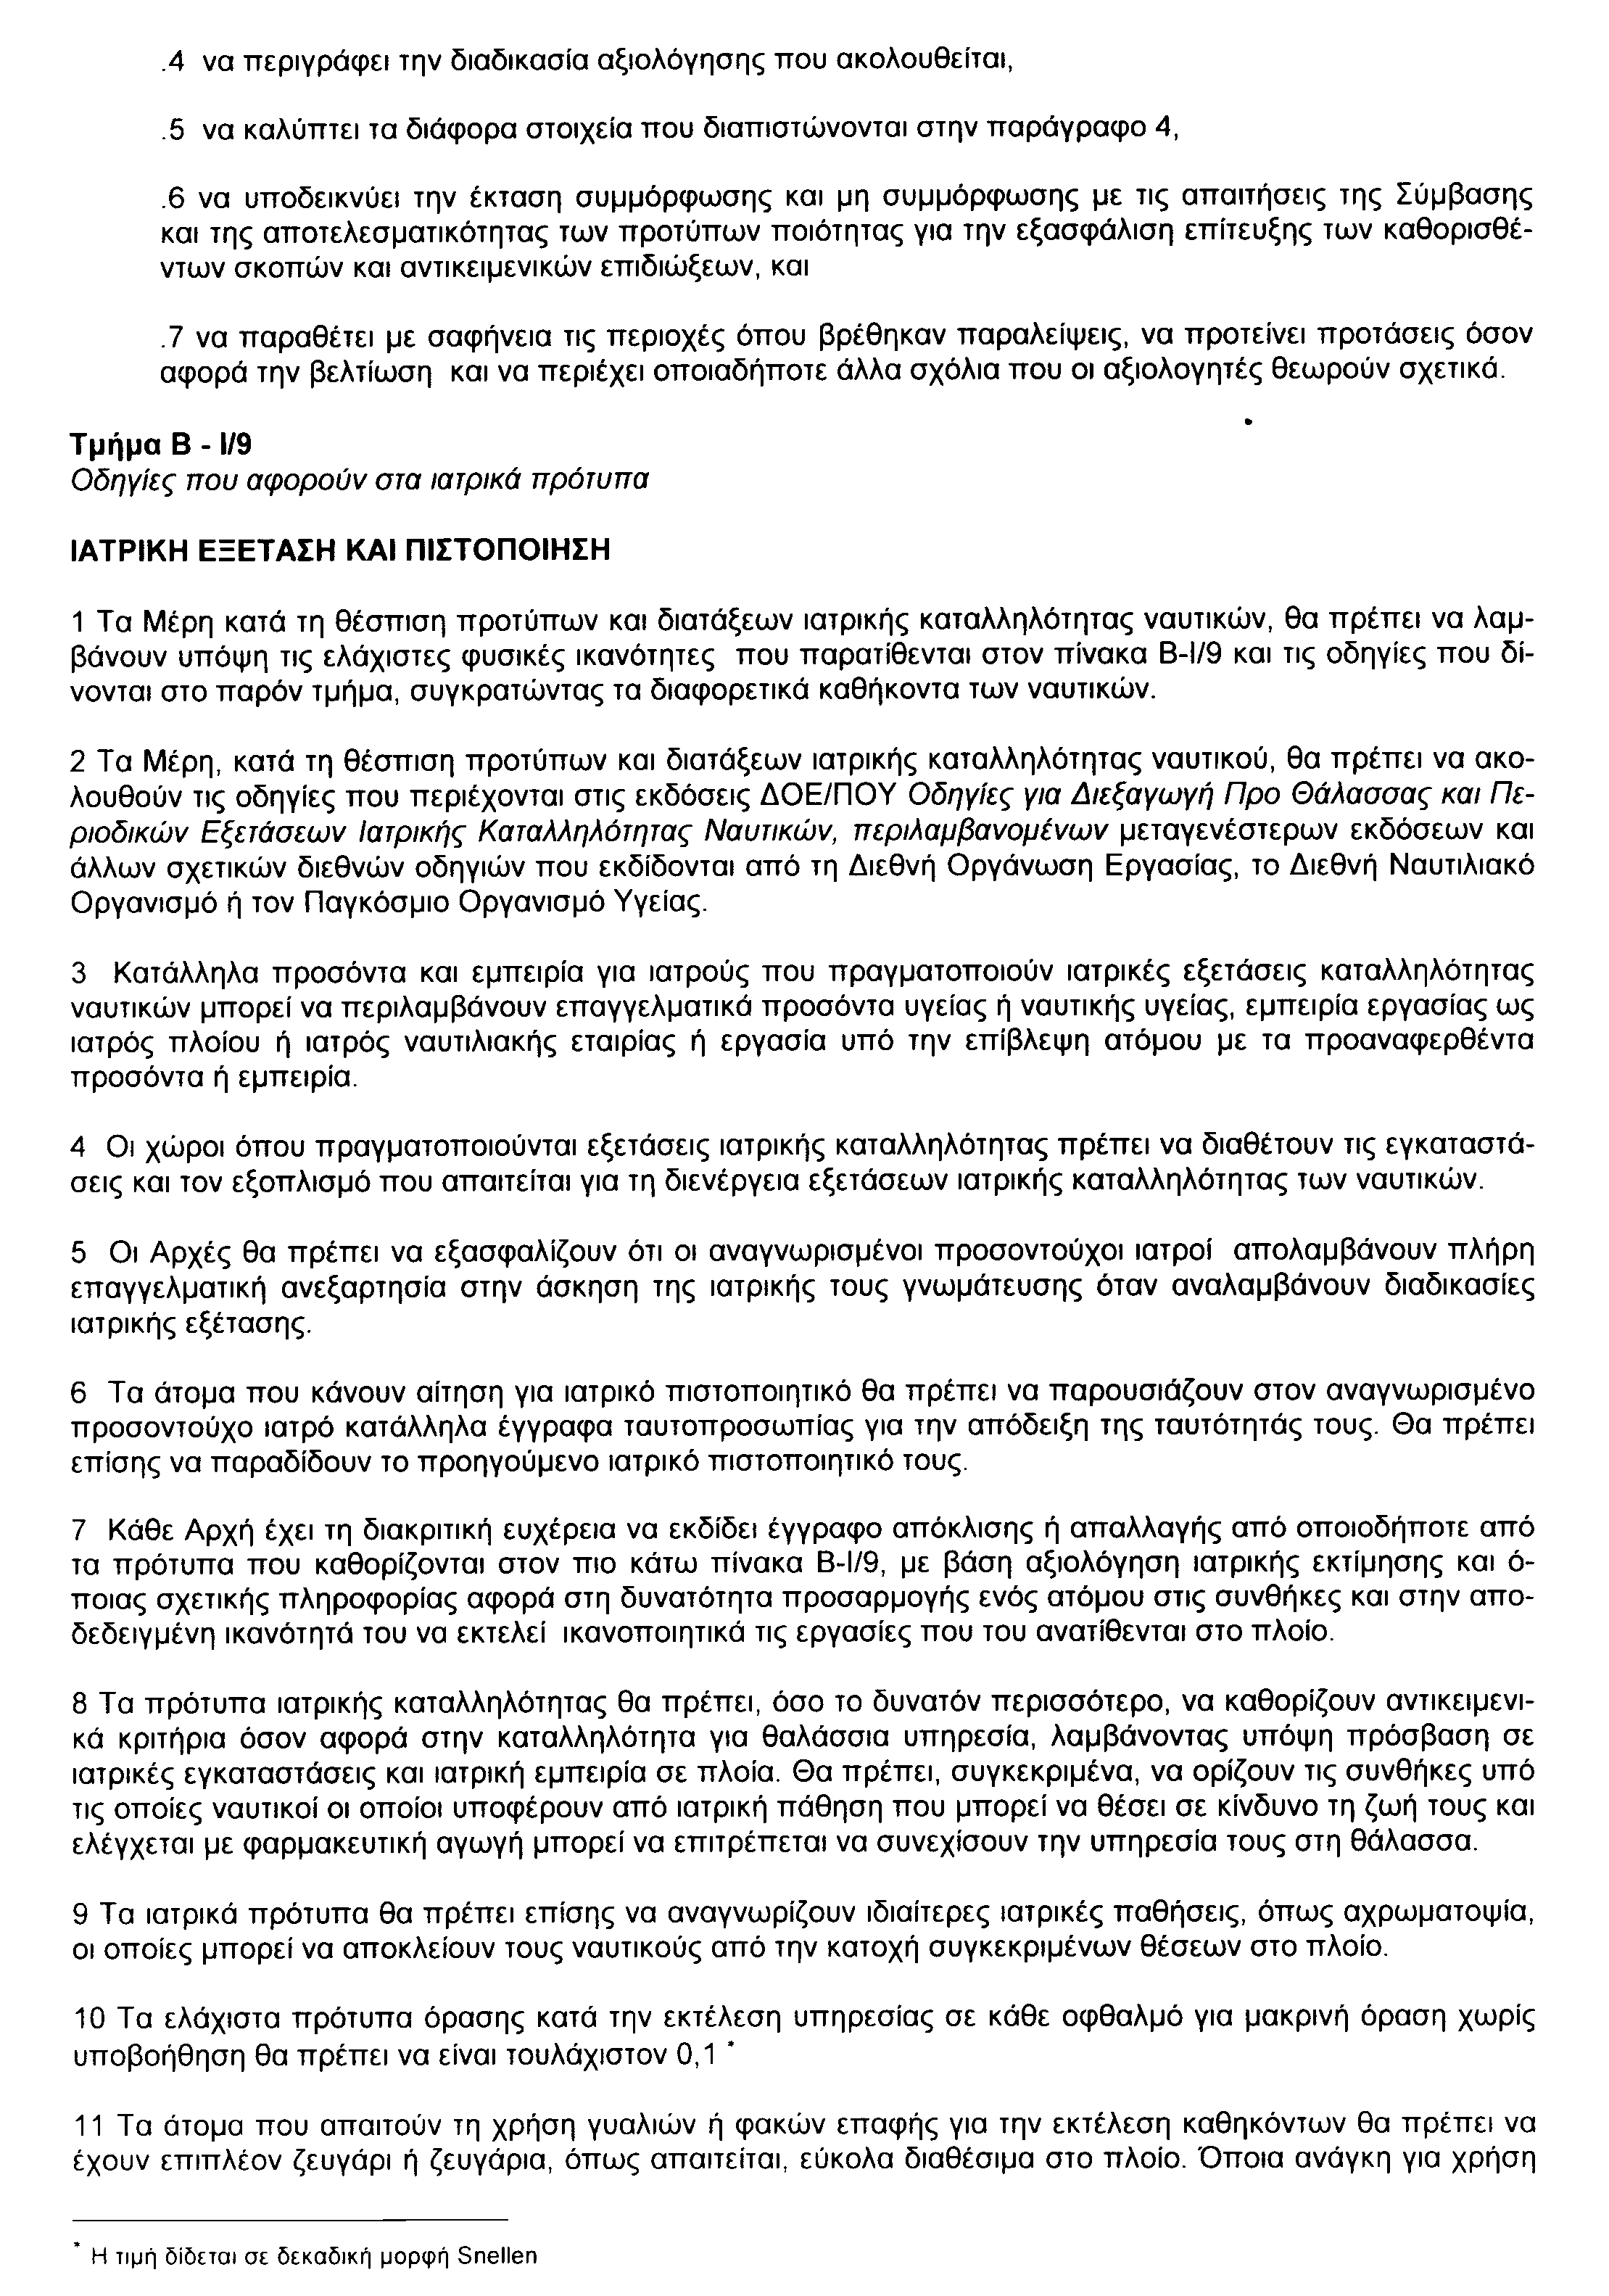 .4 να περιγράφει την διαδικασία αξιολόγησης που ακολουθείται,
.5 να καλύπτει τα διάφορα στοιχεία που διαπιστώνονται στην παράγραφο 4,
.6 να υποδεικνύει την έκταση συμμόρφωσης και μη συμμόρφωσης με τις απαιτήσεις της Σύμβασης
και της αποτελεσματικότητας των προτύπων ποιότητας για την εξασφάλιση επίτευξης των καθορισθέ-
ντων σκοπών και αντικειμενικών επιδιώξεων, και
.7 να παραθέτει με σαφήνεια τις περιοχές όπου βρέθηκαν παραλείψεις, να προτείνει προτάσεις όσον
αφορά την βελτίωση και να περιέχει οποιαδήποτε άλλα σχόλια που οι αξιολογητές θεωρούν σχετικά.
Τμήμα Β - Ι/9
Οδηγίες που αφορούν στα ιατρικά πρότυπα
ΙΑΤΡΙΚΗ ΕΞΕΤΑΣΗ ΚΑΙ ΠΙΣΤΟΠΟΙΗΣΗ
1 Τα Μέρη κατά τη θέσπιση προτύπων και διατάξεων ιατρικής καταλληλότητας ναυτικών, θα πρέπει να λαμ-
βάνουν υπόψη τις ελάχιστες φυσικές ικανότητες που παρατίθενται στον πίνακα Β-Ι/9 και τις οδηγίες που δί-
νονται στο παρόν τμήμα, συγκρατώντας τα διαφορετικά καθήκοντα των ναυτικών.
2 Τα Μέρη, κατά τη θέσπιση προτύπων και διατάξεων ιατρικής καταλληλότητας ναυτικού, θα πρέπει να ακο-
λουθούν τις οδηγίες που περιέχονται στις εκδόσεις ΔΟΕ/ΠΟΥ Οδηγίες για Διεξαγωγή Προ Θάλασσας και Πε-
ριοδικών Εξετάσεων Ιατρικής Καταλληλότητας Ναυτικών, περιλαμβανομένων μεταγενέστερων εκδόσεων και
άλλων σχετικών διεθνών οδηγιών που εκδίδονται από τη Διεθνή Οργάνωση Εργασίας, το Διεθνή Ναυτιλιακό
Οργανισμό ή τον Παγκόσμιο Οργανισμό Υγείας.
3 Κατάλληλα προσόντα και εμπειρία για ιατρούς που πραγματοποιούν ιατρικές εξετάσεις καταλληλότητας
ναυτικών μπορεί να περιλαμβάνουν επαγγελματικά προσόντα υγείας ή ναυτικής υγείας, εμπειρία εργασίας ως
ιατρός πλοίου ή ιατρός ναυτιλιακής εταιρίας ή εργασία υπό την επίβλεψη ατόμου με τα προαναφερθέντα
προσόντα ή εμπειρία.
4 Οι χώροι όπου πραγματοποιούνται εξετάσεις ιατρικής καταλληλότητας πρέπει να διαθέτουν τις εγκαταστά-
σεις και τον εξοπλισμό που απαιτείται για τη διενέργεια εξετάσεων ιατρικής καταλληλότητας των ναυτικών.
5 Οι Αρχές θα πρέπει να εξασφαλίζουν ότι οι αναγνωρισμένοι προσοντούχοι ιατροί απολαμβάνουν πλήρη
επαγγελματική ανεξαρτησία στην άσκηση της ιατρικής τους γνωμάτευσης όταν αναλαμβάνουν διαδικασίες
ιατρικής εξέτασης.
6 Τα άτομα που κάνουν αίτηση για ιατρικό πιστοποιητικό θα πρέπει να παρουσιάζουν στον αναγνωρισμένο
προσοντούχο ιατρό κατάλληλα έγγραφα ταυτοπροσωπίας για την απόδειξη της ταυτότητάς τους. Θα πρέπει
επίσης να παραδίδουν το προηγούμενο ιατρικό πιστοποιητικό τους.
7 Κάθε Αρχή έχει τη διακριτική ευχέρεια να εκδίδει έγγραφο απόκλισης ή απαλλαγής από οποιοδήποτε από
τα πρότυπα που καθορίζονται στον πιο κάτω πίνακα Β-Ι/9, με βάση αξιολόγηση ιατρικής εκτίμησης και ό-
ποιας σχετικής πληροφορίας αφορά στη δυνατότητα προσαρμογής ενός ατόμου στις συνθήκες και στην απο-
δεδειγμένη ικανότητά του να εκτελεί ικανοποιητικά τις εργασίες που του ανατίθενται στο πλοίο.
8 Τα πρότυπα ιατρικής καταλληλότητας θα πρέπει, όσο το δυνατόν περισσότερο, να καθορίζουν αντικειμενι-
κά κριτήρια όσον αφορά στην καταλληλότητα για θαλάσσια υπηρεσία, λαμβάνοντας υπόψη πρόσβαση σε
ιατρικές εγκαταστάσεις και ιατρική εμπειρία σε πλοία. Θα πρέπει, συγκεκριμένα, να ορίζουν τις συνθήκες υπό
τις οποίες ναυτικοί οι οποίοι υποφέρουν από ιατρική πάθηση που μπορεί να θέσει σε κίνδυνο τη ζωή τους και
ελέγχεται με φαρμακευτική αγωγή μπορεί να επιτρέπεται να συνεχίσουν την υπηρεσία τους στη θάλασσα.
9 Τα ιατρικά πρότυπα θα πρέπει επίσης να αναγνωρίζουν ιδιαίτερες ιατρικές παθήσεις, όπως αχρωματοψία,
οι οποίες μπορεί να αποκλείουν τους ναυτικούς από την κατοχή συγκεκριμένων θέσεων στο πλοίο.
10 Τα ελάχιστα πρότυπα όρασης κατά την εκτέλεση υπηρεσίας σε κάθε οφθαλμό για μακρινή όραση χωρίς
υποβοήθηση θα πρέπει να είναι τουλάχιστον 0,1 *
11 Τα άτομα που απαιτούν τη χρήση γυαλιών ή φακών επαφής για την εκτέλεση καθηκόντων θα πρέπει να
έχουν επιπλέον ζευγάρι ή ζευγάρια, όπως απαιτείται, εύκολα διαθέσιμα στο πλοίο. Όποια ανάγκη για χρήση
* Η τιμή δίδεται σε δεκαδική μορφή Snellen